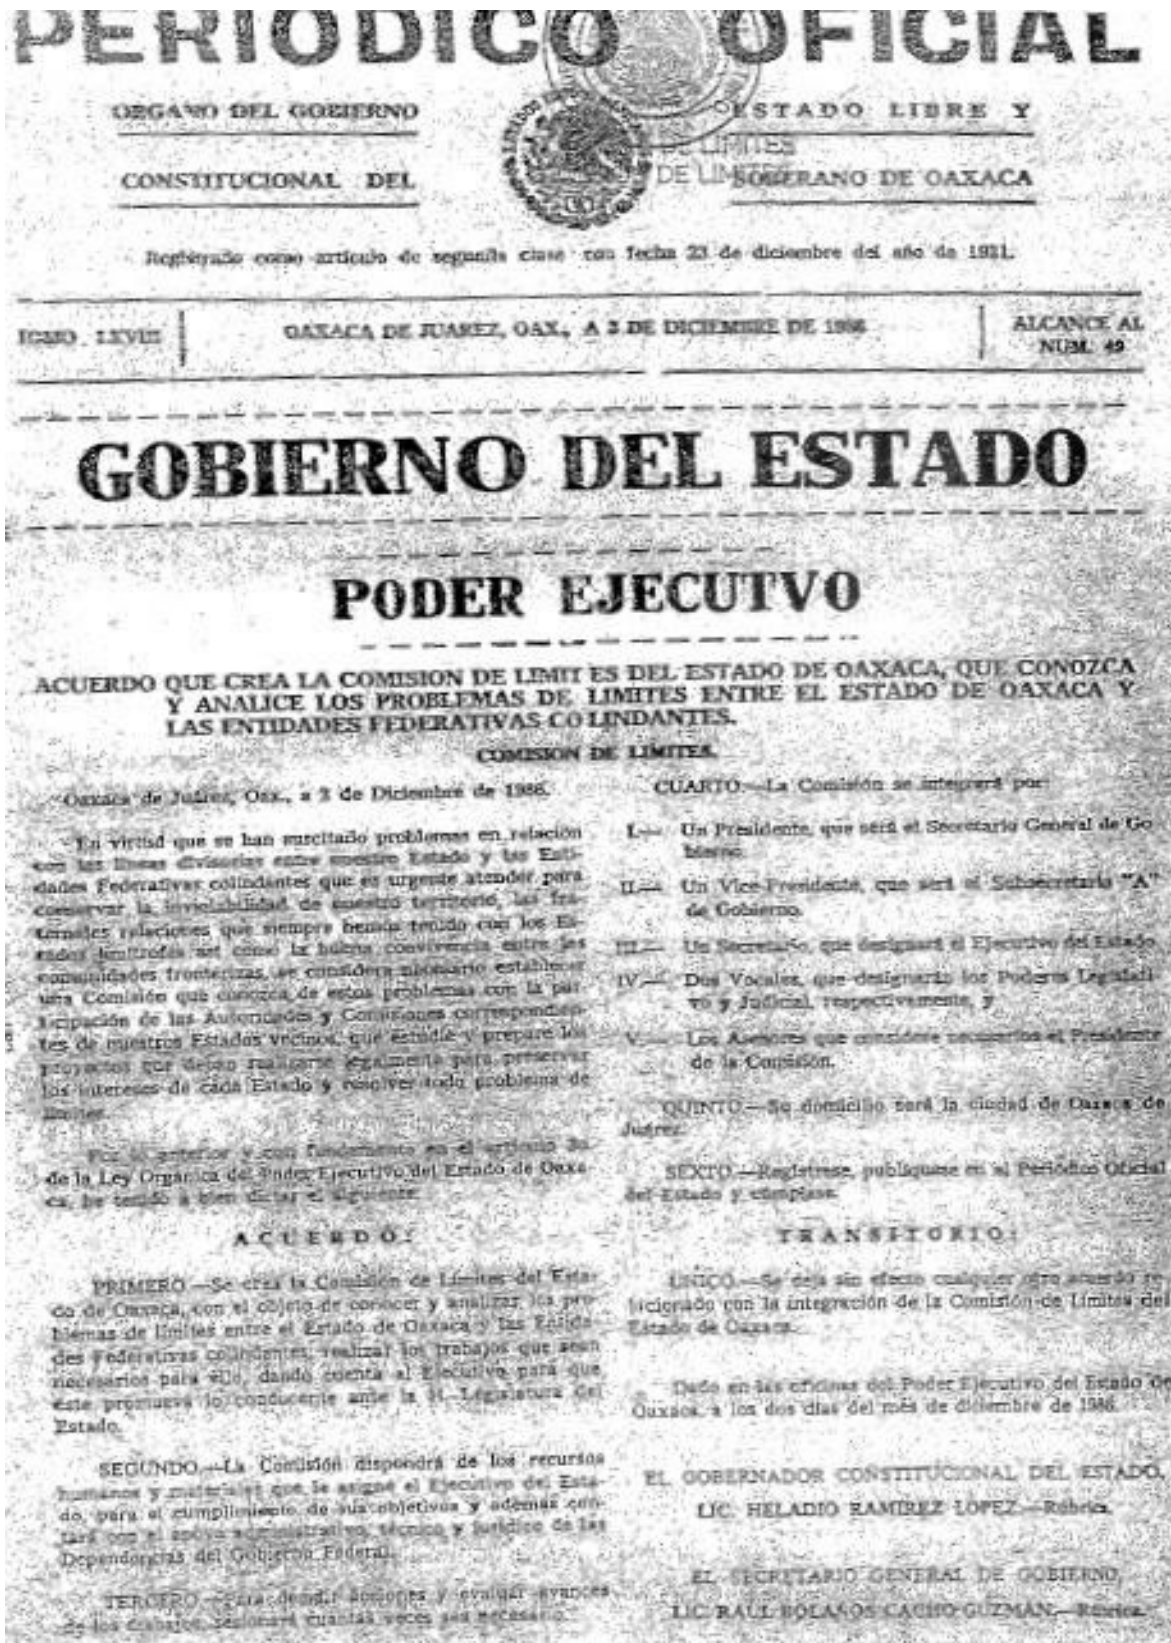 PERIODICO OFICIAL
ORGANO DEL GOBIERNO
CONSTITUCIONAL DEL
ESTADO LIBRE Y
SOBERANO DE OAXACA
DE LIMITES
DE LIMITES
Registrado como artículo de segunda clase con fecha 23 de diciembre del año de 1921.
TOMO LXVIII
OAXACA DE JUAREZ, OAX., A 2 DE DICIEMBRE DE 1986
ALCANCE AL
NUM. 49
GOBIERNO DEL ESTADO
PODER EJECUTVO
ACUERDO QUE CREA LA COMISION DE LIMITES DEL ESTADO DE OAXACA, QUE CONOZCA
Y ANALICE LOS PROBLEMAS DE LIMITES ENTRE EL ESTADO DE OAXACA Y
LAS ENTIDADES FEDERATIVAS COLINDANTES.
COMISION DE LIMITES.
Oaxaca de Juárez, Oax., a 2 de Diciembre de 1986.
En virtud que se han suscitado problemas en relación
con las líneas divisorias entre nuestro Estado y las Enti-
dades Federativas colindantes que es urgente atender para
conservar la inviolabilidad de nuestro territorio, las fra-
ternales relaciones que siempre hemos tenido con los Es-
tados limítrofes así como la buena convivencia entre las
comunidades fronterizas, se considera necesario establecer
una Comisión que conozca de estos problemas con la par-
ticipación de las Autoridades y Comisiones correspondien-
tes de nuestros Estados vecinos, que estudie y prepare los
proyectos que deban realizarse legalmente para preservar
los intereses de cada Estado y resolver todo problema de
límites.
Por lo anterior y con fundamento en el artículo
de la Ley Orgánica del Poder Ejecutivo del Estado de Oaxa-
ca, he tenido a bien dictar el siguiente:
ACUERDO:
PRIMERO.—Se crea la Comisión de Límites del Esta-
do de Oaxaca, con el objeto de conocer y analizar los pro-
blemas de límites entre el Estado de Oaxaca y las Entida-
des Federativas colindantes, realizar los trabajos que sean
necesarios para ello, dando cuenta al Ejecutivo para que
éste promueva lo conducente ante la H. Legislatura del
Estado.
SEGUNDO.—La Comisión dispondrá de los recursos
humanos y materiales que le asigne el Ejecutivo del Esta-
do, para el cumplimiento de sus objetivos y además con-
tará con el apoyo administrativo, técnico y jurídico de las
Dependencias del Gobierno Federal.
TERCERO.—Para decidir acciones y evaluar avances
de los trabajos, sesionará cuantas veces sea necesario.
CUARTO.—La Comisión se integrará por:
I.— Un Presidente, que será el Secretario General de Go
bierno.
II.— Un Vice-Presidente, que será el Subsecretario "A"
de Gobierno.
III.— Un Secretario, que designará el Ejecutivo del Estado
IV.— Dos Vocales, que designarán los Poderes Legislati-
vo y Judicial, respectivamente, y
V.— Los Asesores que considere necesarios el Presidente
de la Comisión.
QUINTO.—Su domicilio será la ciudad de Oaxaca de
Juárez.
SEXTO.—Regístrese, publíquese en el Periódico Oficial
del Estado y cúmplase.
TRANSITORIO:
UNICO.—Se deja sin efecto cualquier otro acuerdo re
lacionado con la integración de la Comisión de Límites del
Estado de Oaxaca.
Dado en las oficinas del Poder Ejecutivo del Estado de
Oaxaca, a los dos días del mes de diciembre de 1986.
EL GOBERNADOR CONSTITUCIONAL DEL ESTADO,
LIC. HELADIO RAMIREZ LOPEZ.—Rúbrica.
EL SECRETARIO GENERAL DE GOBIERNO,
LIC. RAUL BOLAÑOS CACHO GUZMAN.—Rúbrica.